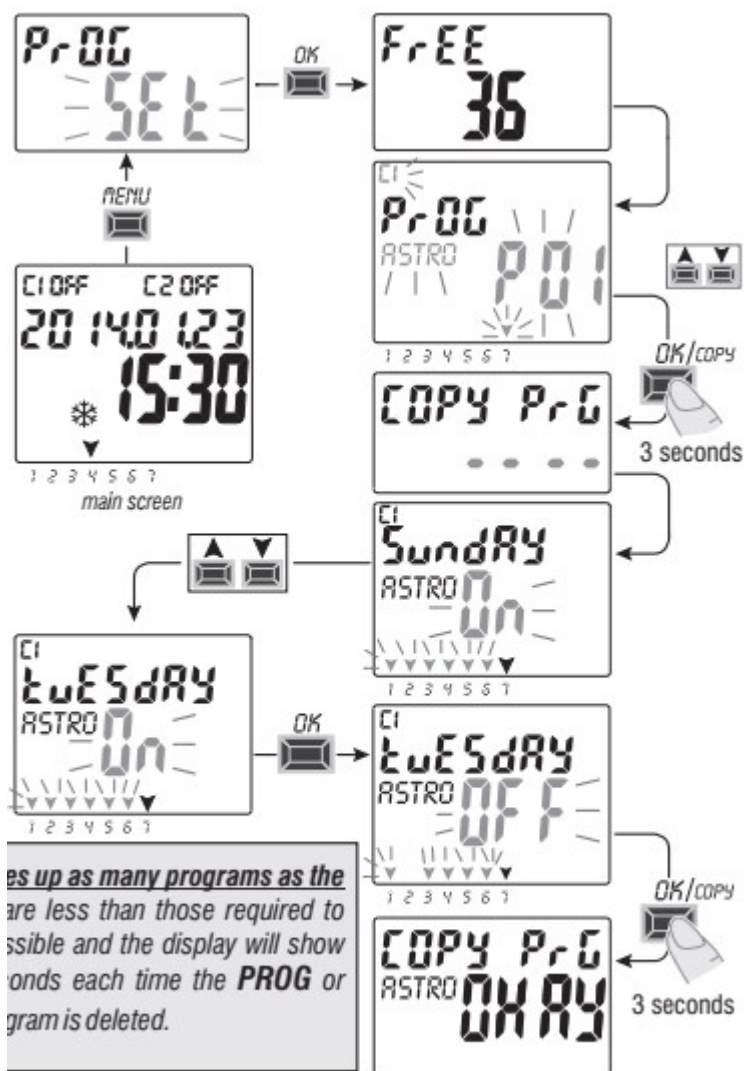 PrOG
SEt
OK
FrEE
36
MENU
C1
PrOG
ASTRO
P01
1 2 3 4 5 6 7
C1 OFF C2 OFF
2014.01.23
15:30
1 2 3 4 5 6 7
main screen
OK/COPY
3 seconds
COPY PrG
- - - -
C1
SundAY
ASTRO On
1 2 3 4 5 6 7
C1
tuESdAY
ASTRO On
1 2 3 4 5 6 7
OK
C1
tuESdAY
ASTRO OFF
1 2 3 4 5 6 7
OK/COPY
3 seconds
COPY PrG
ASTRO OKAY
es up as many programs as the
are less than those required to
ssible and the display will show
onds each time the PROG or
gram is deleted.